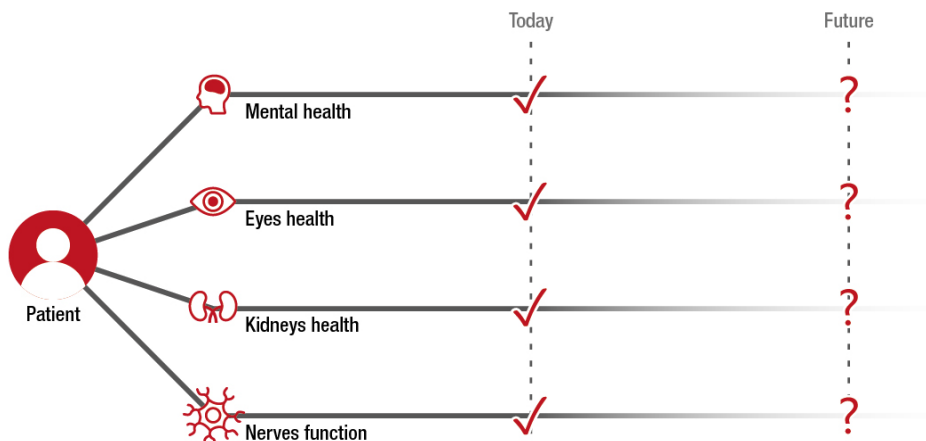 Today
Future
Mental health
Eyes health
Patient
Kidneys health
Nerves function
?
?
?
?